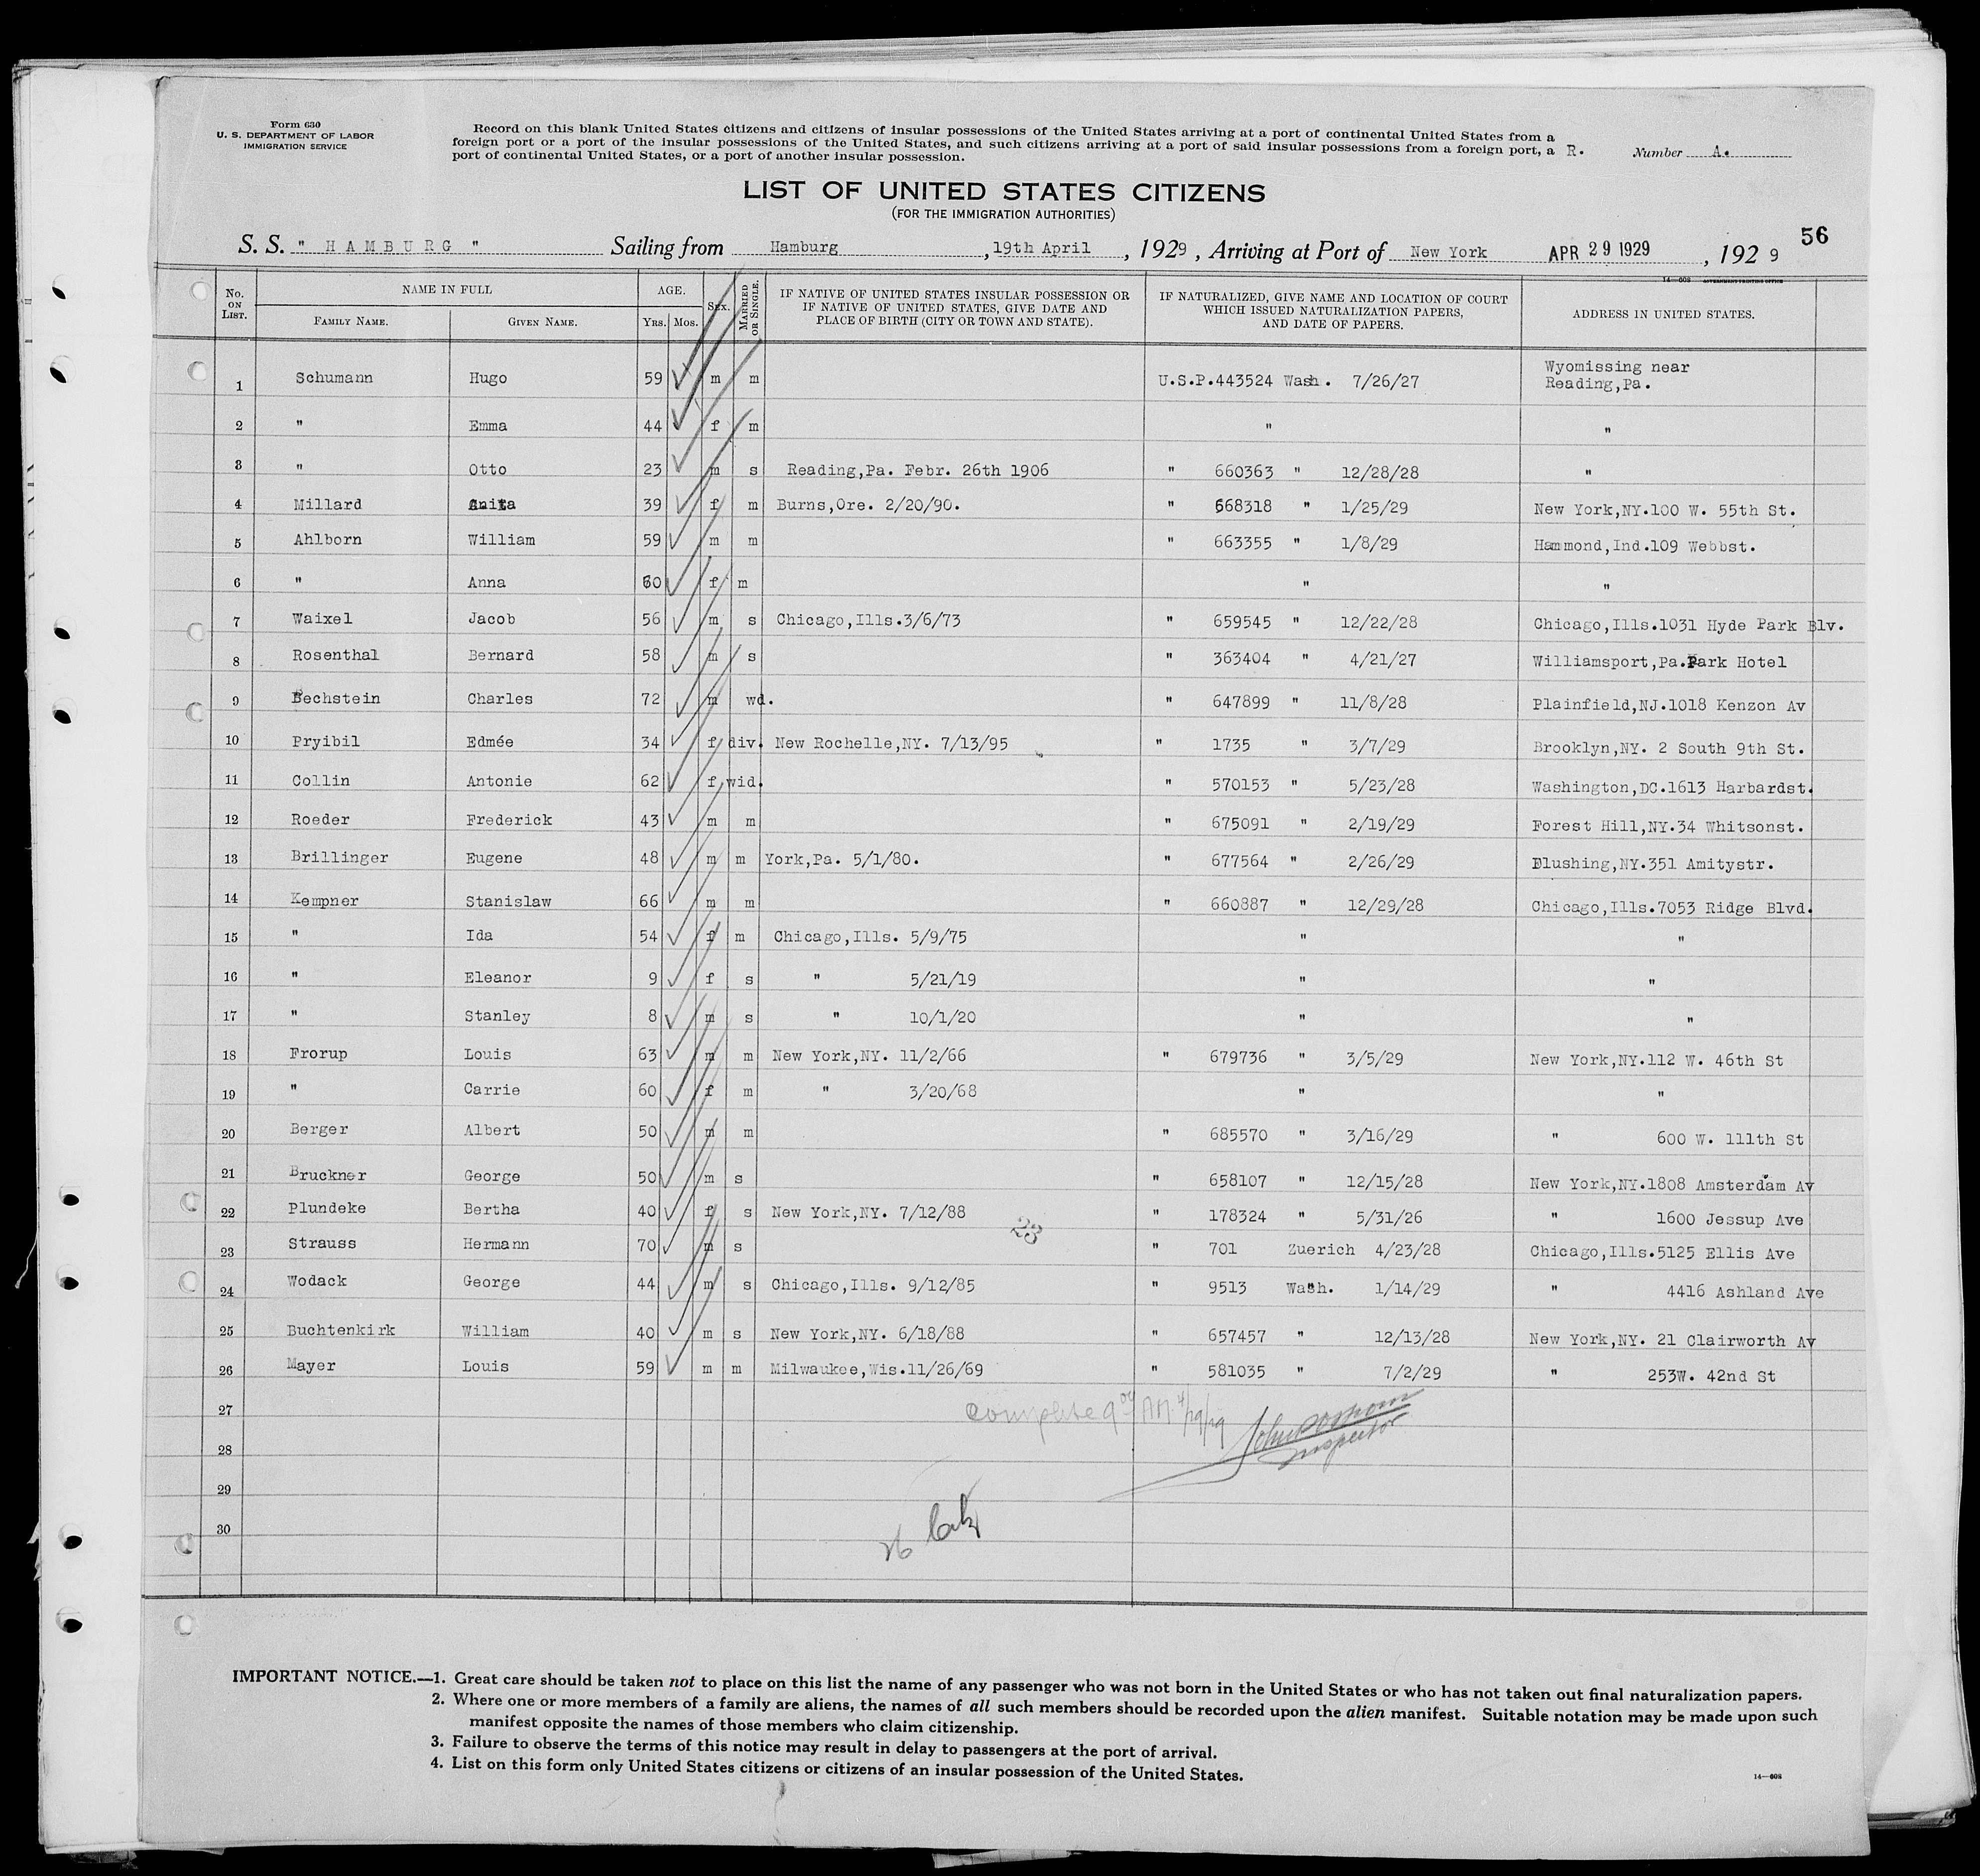 Form 630
U. S. DEPARTMENT OF LABOR
IMMIGRATION SERVICE
Record on this blank United States citizens and citizens of insular possessions of the United States arriving at a port of continental United States from a
foreign port or a port of the insular possessions of the United States, and such citizens arriving at a port of said insular possessions from a foreign port, a R. Number A.
port of continental United States, or a port of another insular possession.
LIST OF UNITED STATES CITIZENS
(FOR THE IMMIGRATION AUTHORITIES)
56
S. S. " HAMBURG " Sailing from Hamburg, 19th April, 1929, Arriving at Port of New York APR 29 1929, 1929
14—608 GOVERNMENT PRINTING OFFICE
No. ON LIST. NAME IN FULL FAMILY NAME. GIVEN NAME. AGE. YRS. MOS. SEX. MARRIED OR SINGLE. IF NATIVE OF UNITED STATES INSULAR POSSESSION OR IF NATIVE OF UNITED STATES, GIVE DATE AND PLACE OF BIRTH (CITY OR TOWN AND STATE). IF NATURALIZED, GIVE NAME AND LOCATION OF COURT WHICH ISSUED NATURALIZATION PAPERS, AND DATE OF PAPERS. ADDRESS IN UNITED STATES.
1 Schumann Hugo 59 m m U.S.P.443524 Wash. 7/26/27 Wyomissing near Reading,Pa.
2 " Emma 44 f m " "
3 " Otto 23 m s Reading,Pa. Febr. 26th 1906 " 660363 " 12/28/28 "
4 Millard Anita 39 f m Burns,Ore. 2/20/90. " 668318 " 1/25/29 New York,NY.100 W. 55th St.
5 Ahlborn William 59 m m " 663355 " 1/8/29 Hammond,Ind.109 Webbst.
6 " Anna 60 f m " "
7 Waixel Jacob 56 m s Chicago,Ills.3/6/73 " 659545 " 12/22/28 Chicago,Ills.1031 Hyde Park Blv.
8 Rosenthal Bernard 58 m s " 363404 " 4/21/27 Williamsport,Pa.Park Hotel
9 Bechstein Charles 72 m wd. " 647899 " 11/8/28 Plainfield,NJ.1018 Kenzon Av
10 Pryibil Edmée 34 f div. New Rochelle,NY. 7/13/95 " 1735 " 3/7/29 Brooklyn,NY. 2 South 9th St.
11 Collin Antonie 62 f wid. " 570153 " 5/23/28 Washington,DC.1613 Harbardst.
12 Roeder Frederick 43 m m " 675091 " 2/19/29 Forest Hill,NY.34 Whitsonst.
13 Brillinger Eugene 48 m m York,Pa. 5/1/80. " 677564 " 2/26/29 Flushing,NY.351 Amitystr.
14 Kempner Stanislaw 66 m m " 660887 " 12/29/28 Chicago,Ills.7053 Ridge Blvd.
15 " Ida 54 f m Chicago,Ills. 5/9/75 " "
16 " Eleanor 9 f s " 5/21/19 " "
17 " Stanley 8 m s " 10/1/20 " "
18 Frorup Louis 63 m m New York,NY. 11/2/66 " 679736 " 3/5/29 New York,NY.112 W. 46th St
19 " Carrie 60 f m " 3/20/68 " "
20 Berger Albert 50 m m " 685570 " 3/16/29 " 600 W. 111th St
21 Bruckner George 50 m s " 658107 " 12/15/28 New York,NY.1808 Amsterdam Av
22 Plundeke Bertha 40 f s New York,NY. 7/12/88 " 178324 " 5/31/26 " 1600 Jessup Ave
23
23 Strauss Hermann 70 m s " 701 Zuerich 4/23/28 Chicago,Ills.5125 Ellis Ave
24 Wodack George 44 m s Chicago,Ills. 9/12/85 " 9513 Wash. 1/14/29 " 4416 Ashland Ave
25 Buchtenkirk William 40 m s New York,NY. 6/18/88 " 657457 " 12/13/28 New York,NY. 21 Clairworth Av
26 Mayer Louis 59 m m Milwaukee,Wis.11/26/69 " 581035 " 7/2/29 " 253W. 42nd St
27 complete 9 00 AM 4/29/29
28 Inspector
29
30 26
IMPORTANT NOTICE.—1. Great care should be taken not to place on this list the name of any passenger who was not born in the United States or who has not taken out final naturalization papers.
2. Where one or more members of a family are aliens, the names of all such members should be recorded upon the alien manifest. Suitable notation may be made upon such
manifest opposite the names of those members who claim citizenship.
3. Failure to observe the terms of this notice may result in delay to passengers at the port of arrival.
4. List on this form only United States citizens or citizens of an insular possession of the United States.
14—608